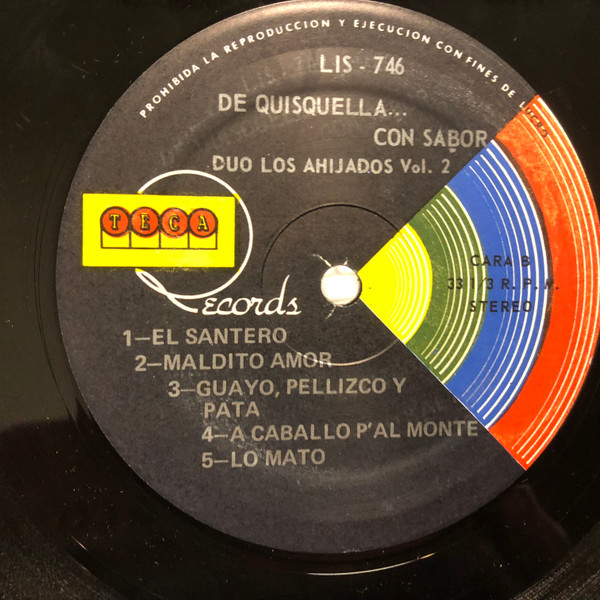 PROHIBIDA LA REPRODUCCION Y EJECUCION CON FINES DE LUCRO
LIS - 746
DE QUISQUELLA...
CON SABOR
DUO LOS AHIJADOS Vol. 2
TECA
Records
CARA B
33 1/3 R. P. M.
STEREO
1—EL SANTERO
2—MALDITO AMOR
3—GUAYO, PELLIZCO Y
PATA
4—A CABALLO P'AL MONTE
5—LO MATO